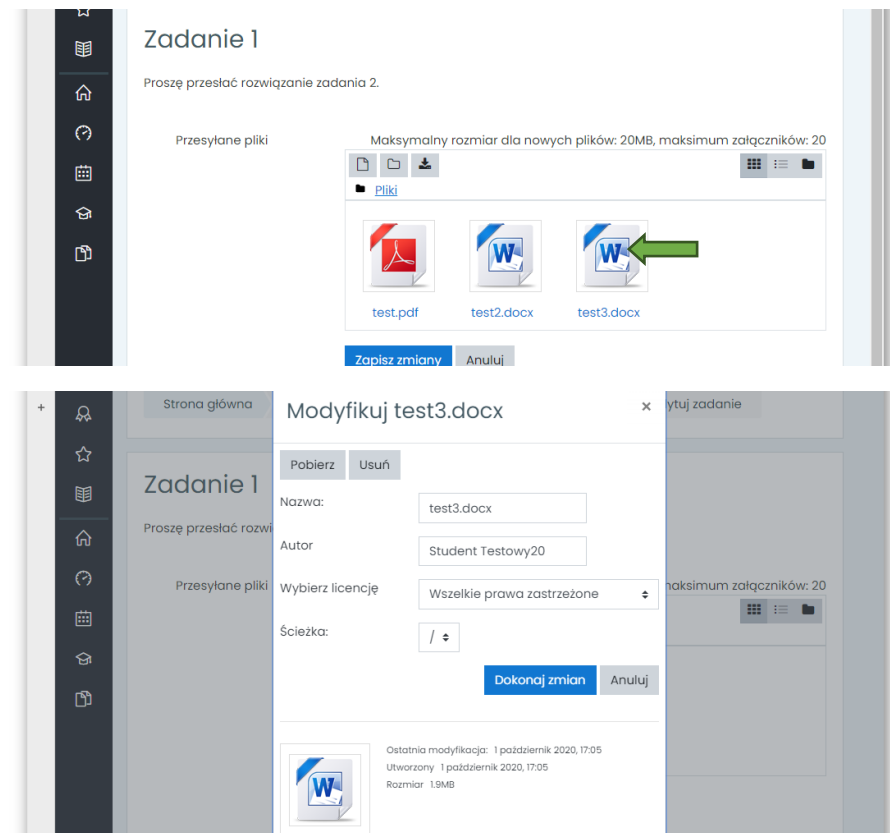 Zadanie 1
Proszę przesłać rozwiązanie zadania 2.
Przesyłane pliki
Maksymalny rozmiar dla nowych plików: 20MB, maksimum załączników: 20
Pliki
test.pdf test2.docx test3.docx
Zapisz zmiany Anuluj
+ Strona główna Modyfikuj test3.docx × ytuj zadanie
Pobierz Usuń
Zadanie 1
Nazwa: test3.docx
Proszę przesłać rozwi
Autor Student Testowy20
Przesyłane pliki
Wybierz licencję Wszelkie prawa zastrzeżone
naksimum załączników: 20
Ścieżka: /
Dokonaj zmian Anuluj
Ostatnia modyfikacja: 1 październik 2020, 17:05
Utworzony 1 październik 2020, 17:05
Rozmiar 1.9MB